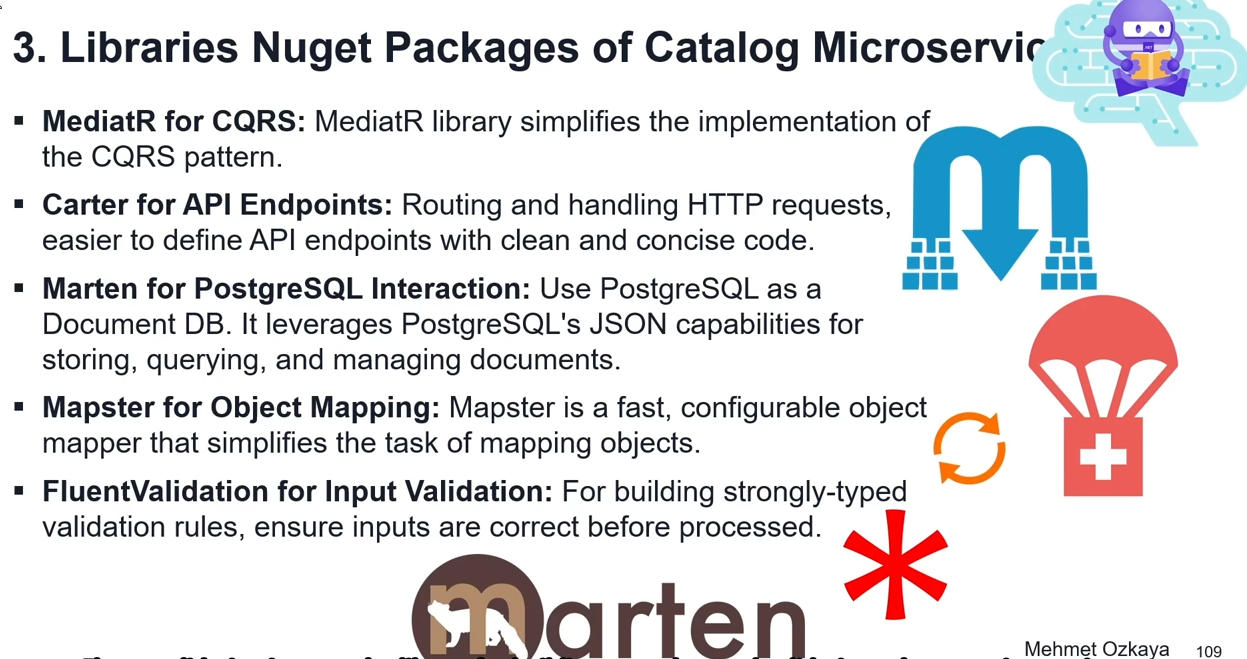 3. Libraries Nuget Packages of Catalog
▪ MediatR for CQRS: MediatR library simplifies the implementation of
the CQRS pattern.
▪ Carter for API Endpoints: Routing and handling HTTP requests,
easier to define API endpoints with clean and concise code.
▪ Marten for PostgreSQL Interaction: Use PostgreSQL as a
Document DB. It leverages PostgreSQL's JSON capabilities for
storing, querying, and managing documents.
▪ Mapster for Object Mapping: Mapster is a fast, configurable object
mapper that simplifies the task of mapping objects.
▪ FluentValidation for Input Validation: For building strongly-typed
validation rules, ensure inputs are correct before processed.
marten
Mehmet Ozkaya 109